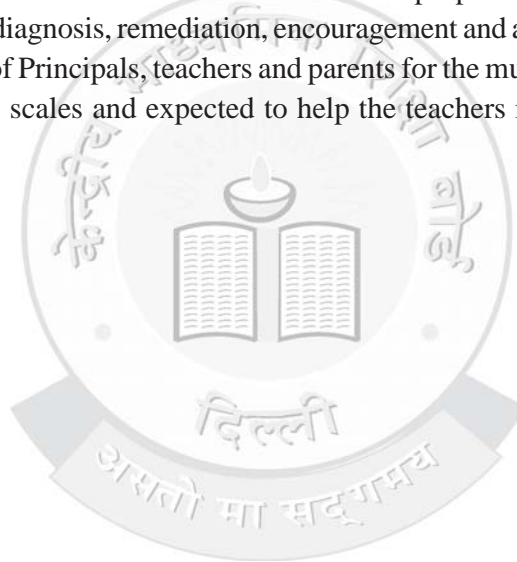 diagnosis, remediation, encouragement and a
of Principals, teachers and parents for the mu
scales and expected to help the teachers
केन्द्रीय माध्यमिक शिक्षा बोर्ड
दिल्ली
असतो मा सद्गमय